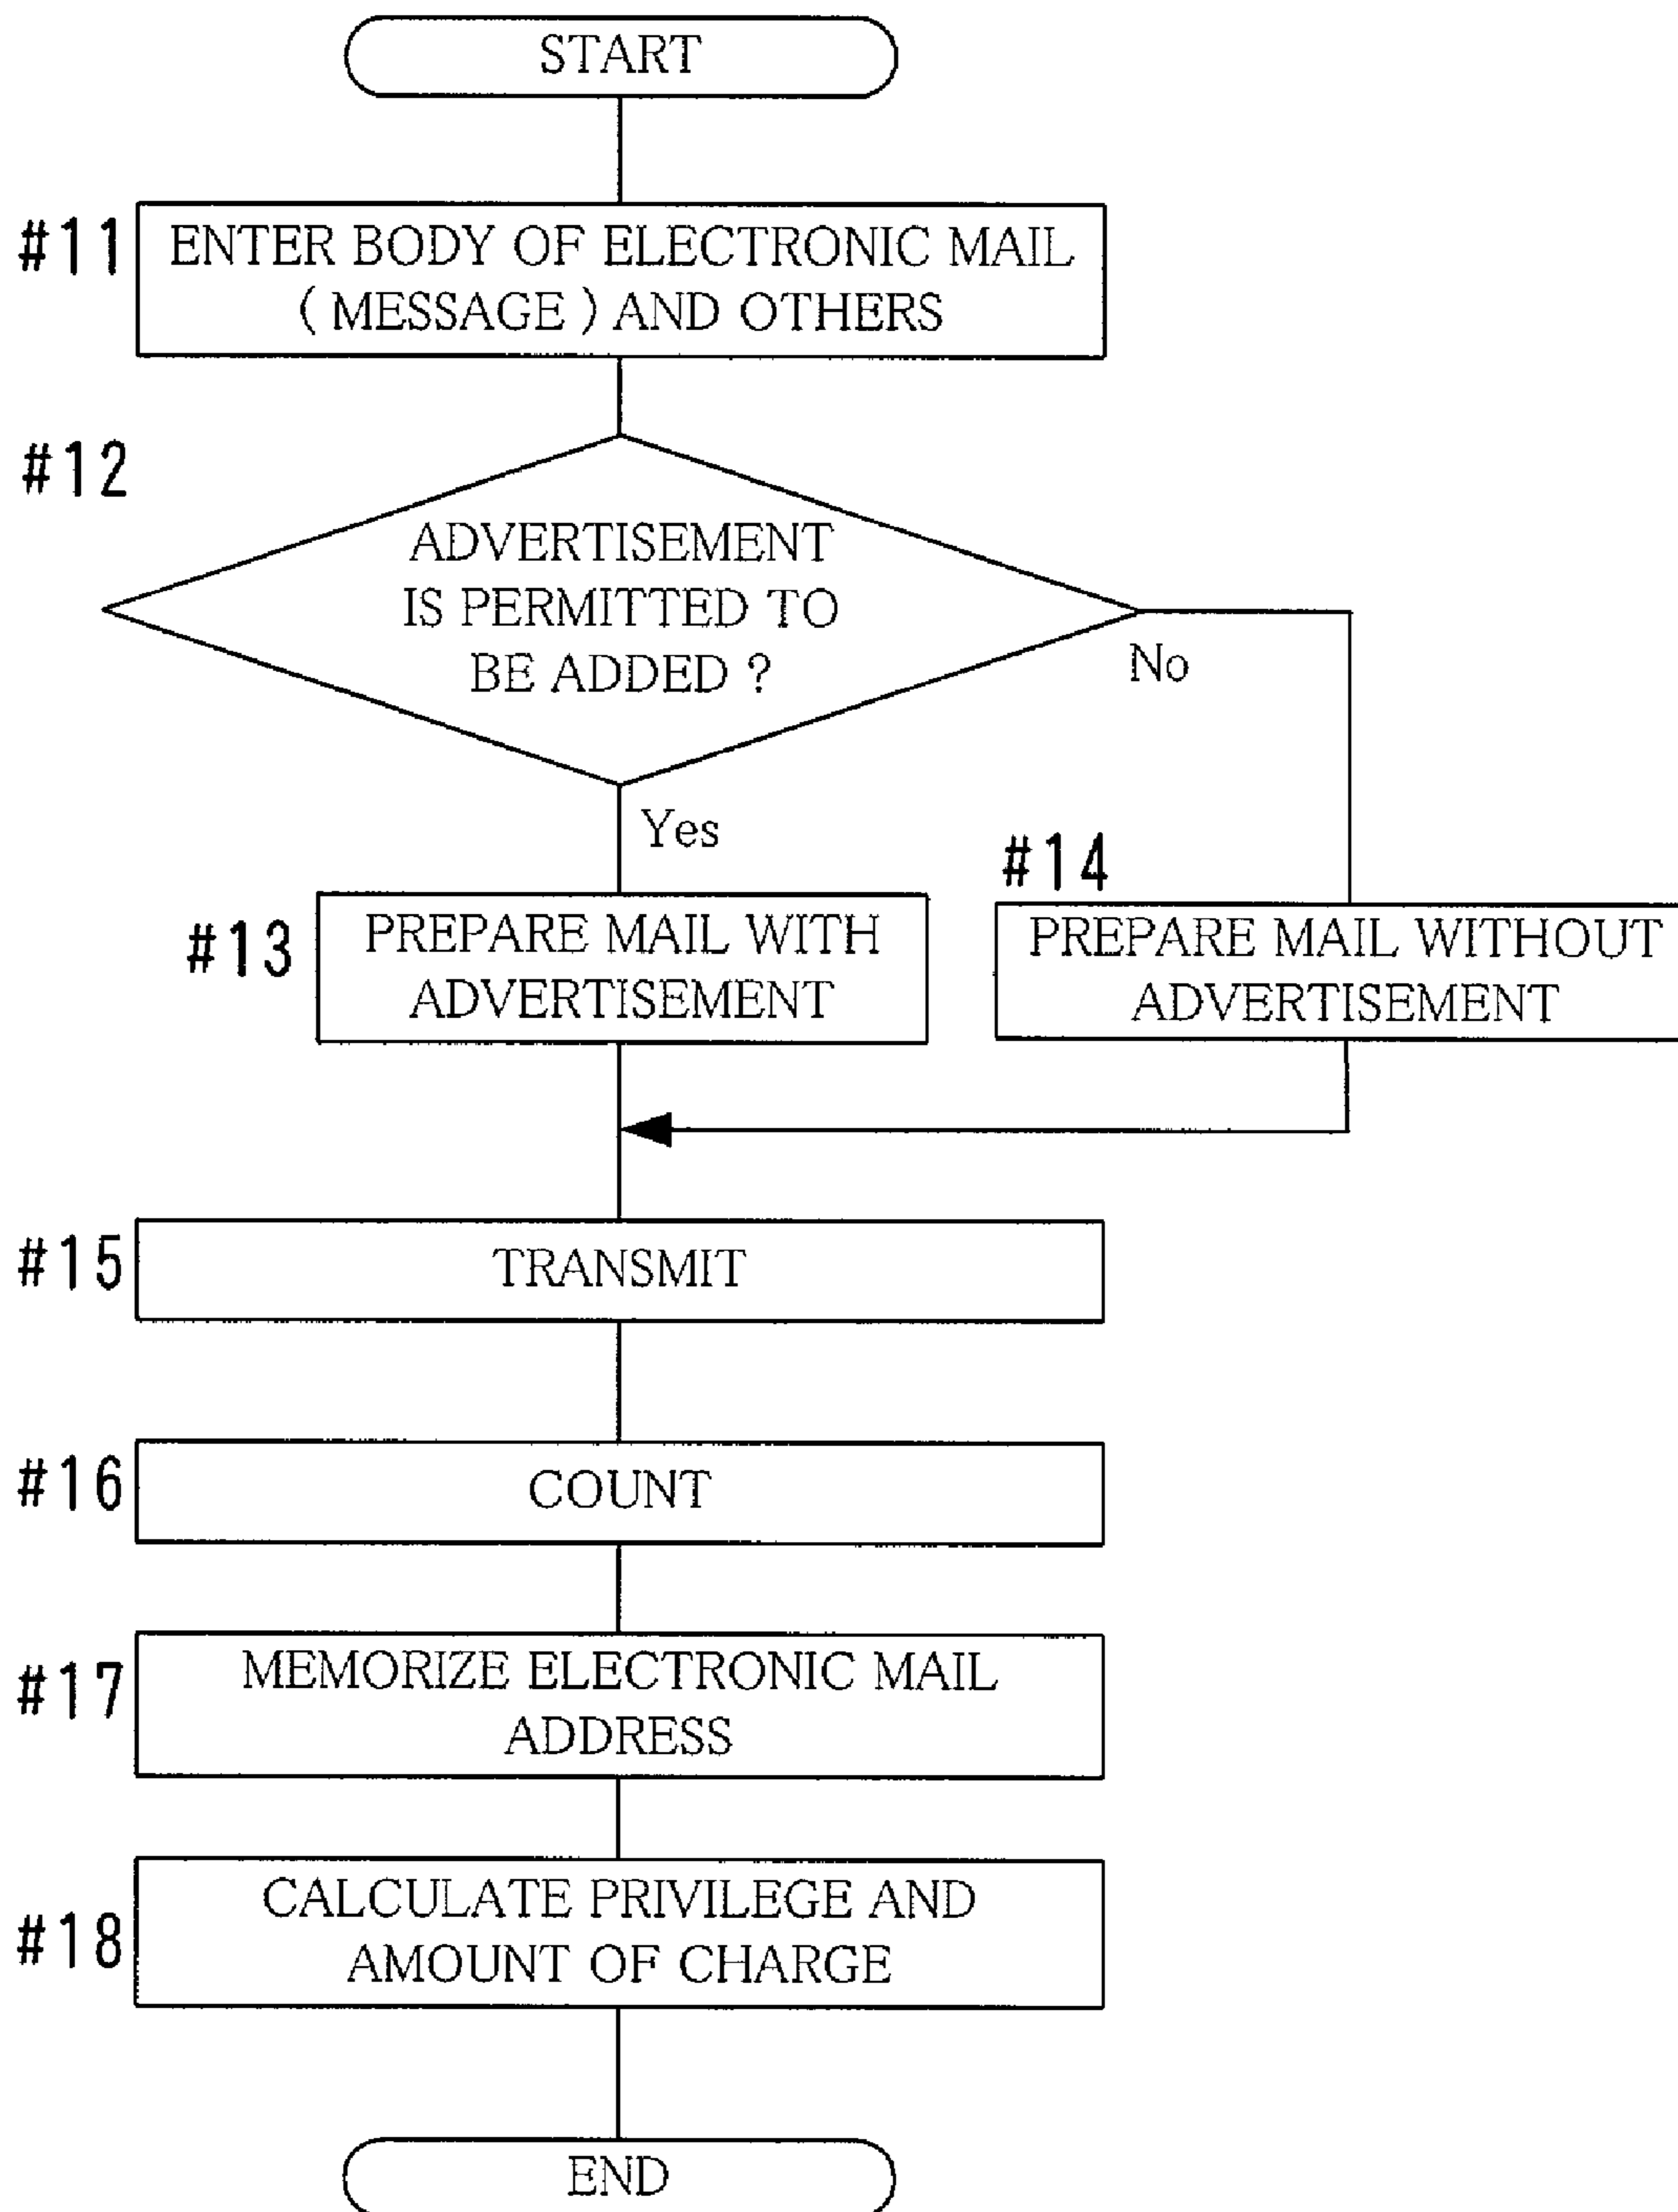 START
#11
ENTER BODY OF ELECTRONIC MAIL
( MESSAGE ) AND OTHERS
#12
ADVERTISEMENT
IS PERMITTED TO
BE ADDED ?
No
Yes
#13
PREPARE MAIL WITH
ADVERTISEMENT
#14
PREPARE MAIL WITHOUT
ADVERTISEMENT
#15
TRANSMIT
#16
COUNT
#17
MEMORIZE ELECTRONIC MAIL
ADDRESS
#18
CALCULATE PRIVILEGE AND
AMOUNT OF CHARGE
END